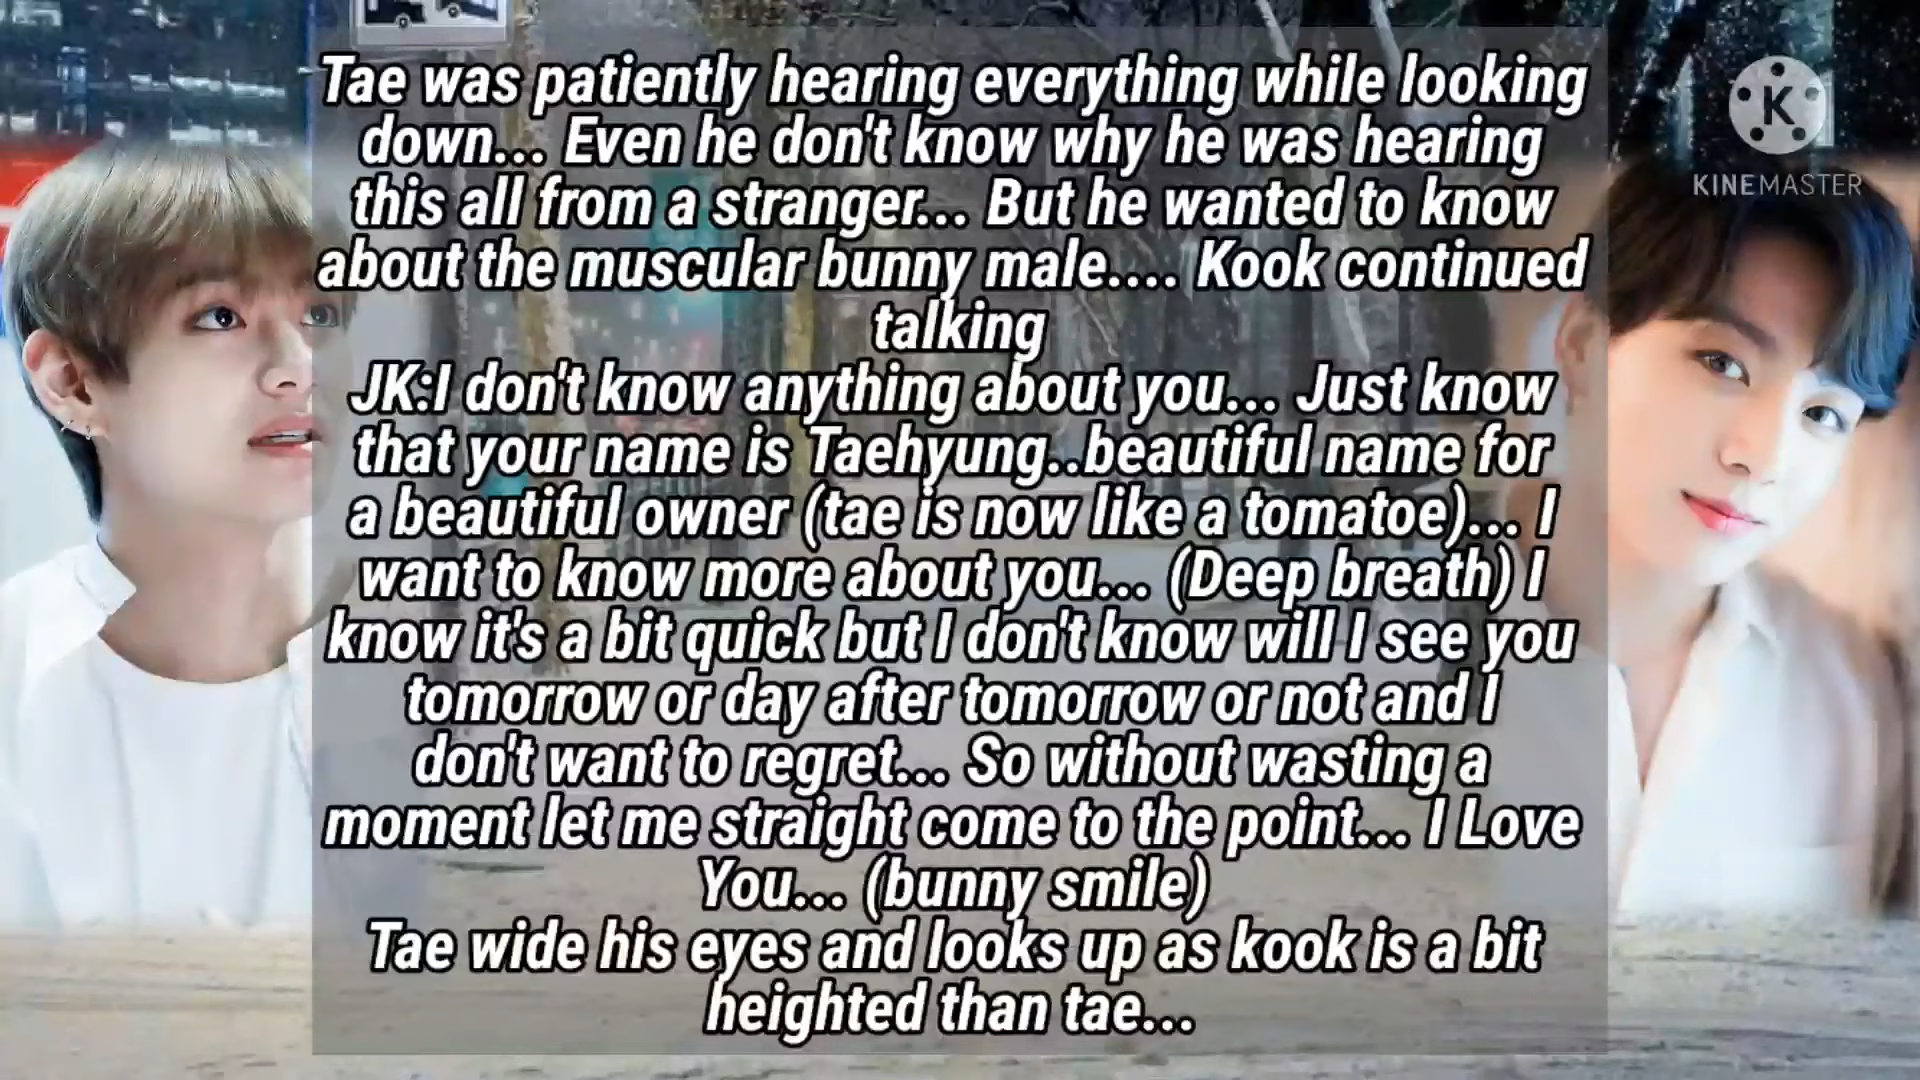 Tae was patiently hearing everything while looking
down... Even he don't know why he was hearing
this all from a stranger... But he wanted to know
about the muscular bunny male.... Kook continued
talking
JK:I don't know anything about you... Just know
that your name is Taehyung..beautiful name for
a beautiful owner (tae is now like a tomatoe)... I
want to know more about you... (Deep breath) I
know it's a bit quick but I don't know will I see you
tomorrow or day after tomorrow or not and I
don't want to regret... So without wasting a
moment let me straight come to the point... I Love
You... (bunny smile)
Tae wide his eyes and looks up as kook is a bit
heighted than tae...
K
KINEMASTER